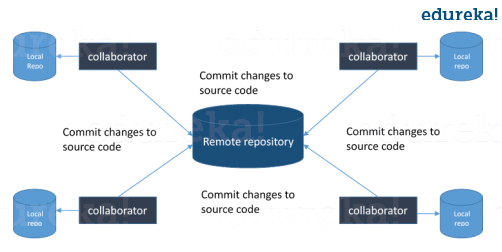 edureka!
Local
Repo
collaborator
collaborator
Local
repo
Commit changes to
source code
Commit changes to
source code
Remote repository
Commit changes to
source code
Commit changes to
source code
Local
Repo
collaborator
collaborator
Local
repo